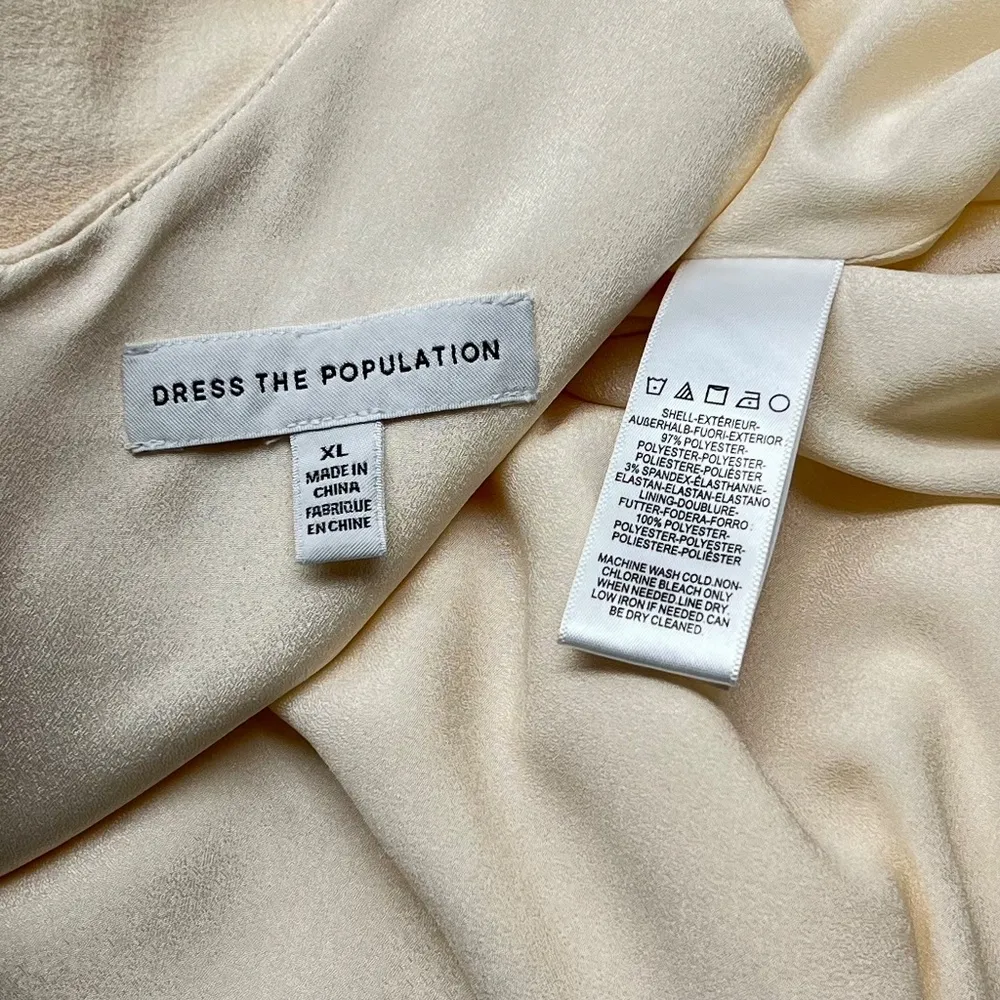 DRESS THE POPULATION
XL
MADE IN
CHINA
FABRIQUE
EN CHINE
SHELL-EXTÉRIEUR-
AUßERHALB-FUORI-EXTERIOR:
97% POLYESTER-
POLYESTER-POLYESTER-
POLIESTERE-POLIÉSTER
3% SPANDEX-ÉLASTHANNE-
ELASTAN-ELASTAN-ELASTANO
LINING-DOUBLURE-
FUTTER-FODERA-FORRO:
100% POLYESTER-
POLYESTER-POLYESTER-
POLIESTERE-POLIÉSTER
MACHINE WASH COLD.NON-
CHLORINE BLEACH ONLY
WHEN NEEDED.LINE DRY.
LOW IRON IF NEEDED.CAN
BE DRY CLEANED.